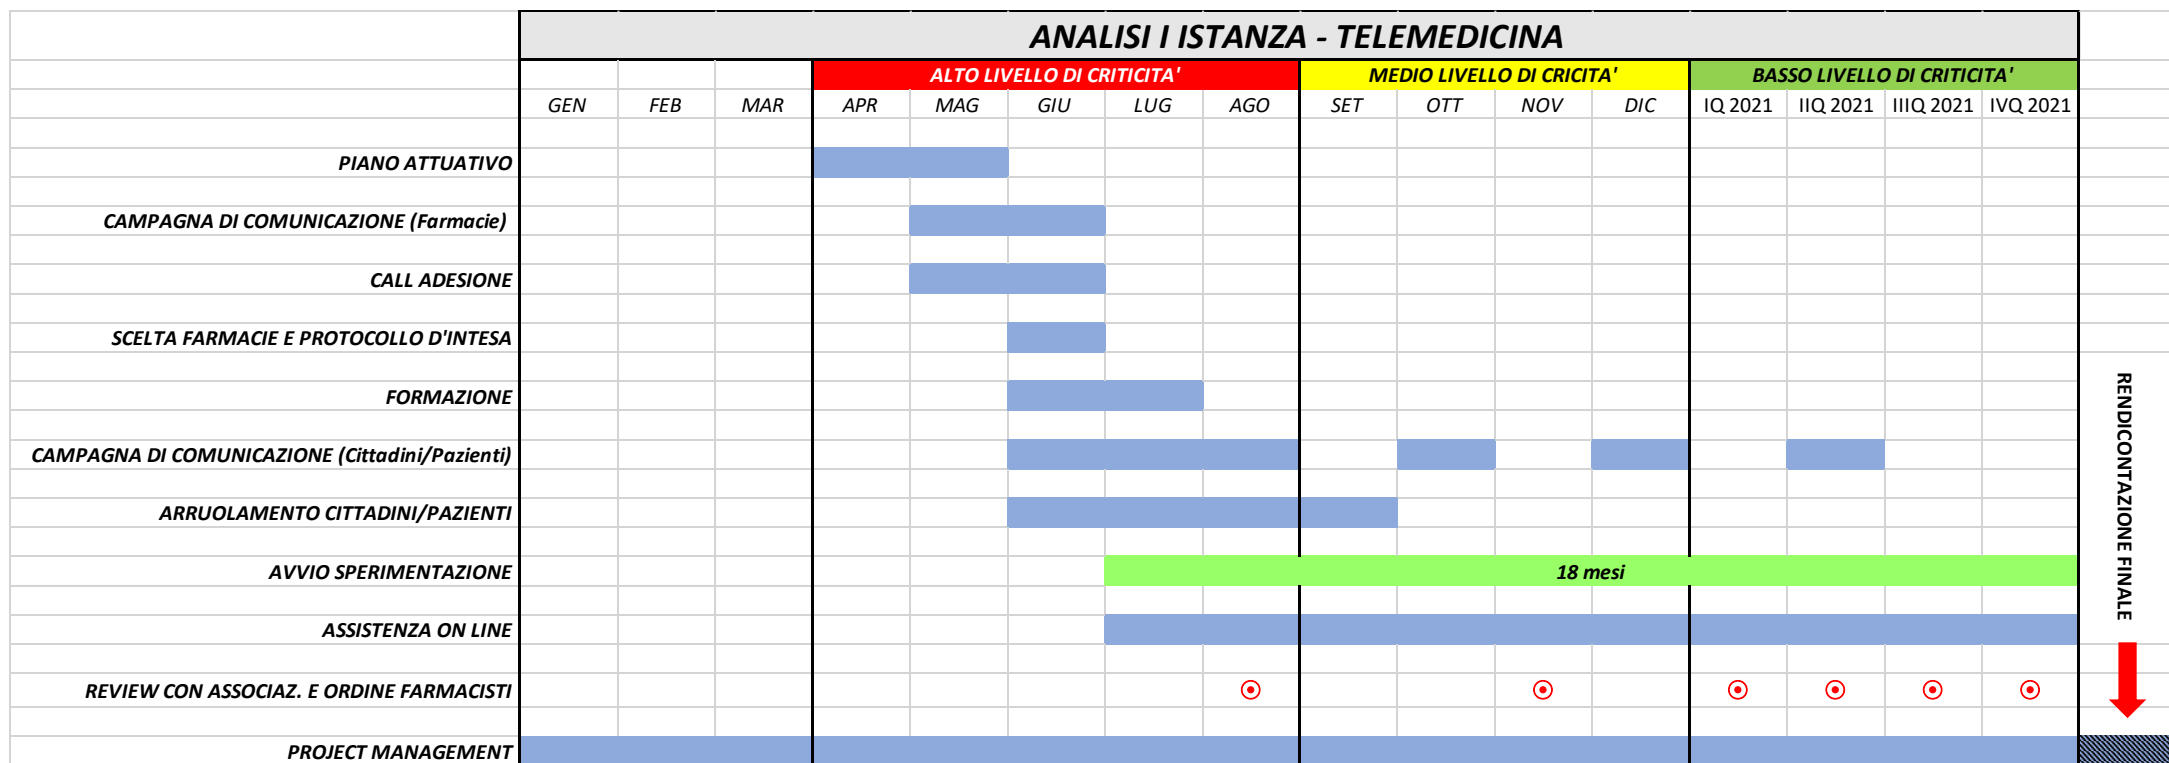 ANALISI I ISTANZA - TELEMEDICINA
ALTO LIVELLO DI CRITICITA' MEDIO LIVELLO DI CRICITA' BASSO LIVELLO DI CRITICITA'
GEN FEB MAR APR MAG GIU LUG AGO SET OTT NOV DIC IQ 2021 IIQ 2021 IIIQ 2021 IVQ 2021
PIANO ATTUATIVO
CAMPAGNA DI COMUNICAZIONE (Farmacie)
CALL ADESIONE
SCELTA FARMACIE E PROTOCOLLO D'INTESA
FORMAZIONE
CAMPAGNA DI COMUNICAZIONE (Cittadini/Pazienti)
ARRUOLAMENTO CITTADINI/PAZIENTI
AVVIO SPERIMENTAZIONE 18 mesi
ASSISTENZA ON LINE
REVIEW CON ASSOCIAZ. E ORDINE FARMACISTI
PROJECT MANAGEMENT
RENDICONTAZIONE FINALE